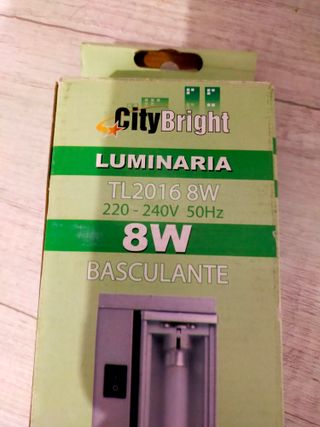 CityBright
LUMINARIA
TL2016 8W
220 - 240V 50Hz
8W
BASCULANTE